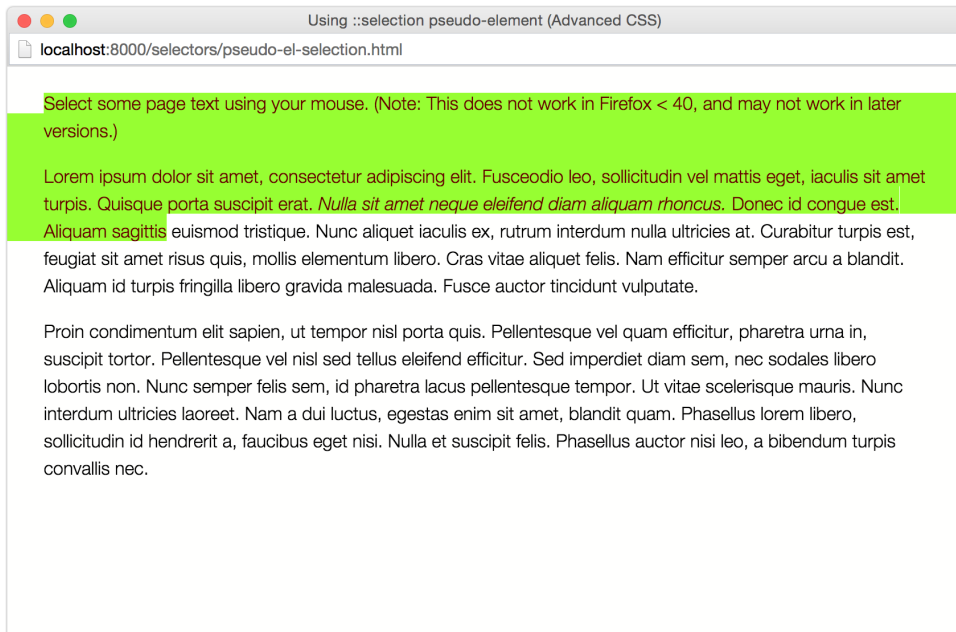 Using ::selection pseudo-element (Advanced CSS)
localhost:8000/selectors/pseudo-el-selection.html
Select some page text using your mouse. (Note: This does not work in Firefox < 40, and may not work in later
versions.)
Lorem ipsum dolor sit amet, consectetur adipiscing elit. Fusceodio leo, sollicitudin vel mattis eget, iaculis sit amet
turpis. Quisque porta suscipit erat. Nulla sit amet neque eleifend diam aliquam rhoncus. Donec id congue est.
Aliquam sagittis euismod tristique. Nunc aliquet iaculis ex, rutrum interdum nulla ultricies at. Curabitur turpis est,
feugiat sit amet risus quis, mollis elementum libero. Cras vitae aliquet felis. Nam efficitur semper arcu a blandit.
Aliquam id turpis fringilla libero gravida malesuada. Fusce auctor tincidunt vulputate.
Proin condimentum elit sapien, ut tempor nisl porta quis. Pellentesque vel quam efficitur, pharetra urna in,
suscipit tortor. Pellentesque vel nisl sed tellus eleifend efficitur. Sed imperdiet diam sem, nec sodales libero
lobortis non. Nunc semper felis sem, id pharetra lacus pellentesque tempor. Ut vitae scelerisque mauris. Nunc
interdum ultricies laoreet. Nam a dui luctus, egestas enim sit amet, blandit quam. Phasellus lorem libero,
sollicitudin id hendrerit a, faucibus eget nisi. Nulla et suscipit felis. Phasellus auctor nisi leo, a bibendum turpis
convallis nec.